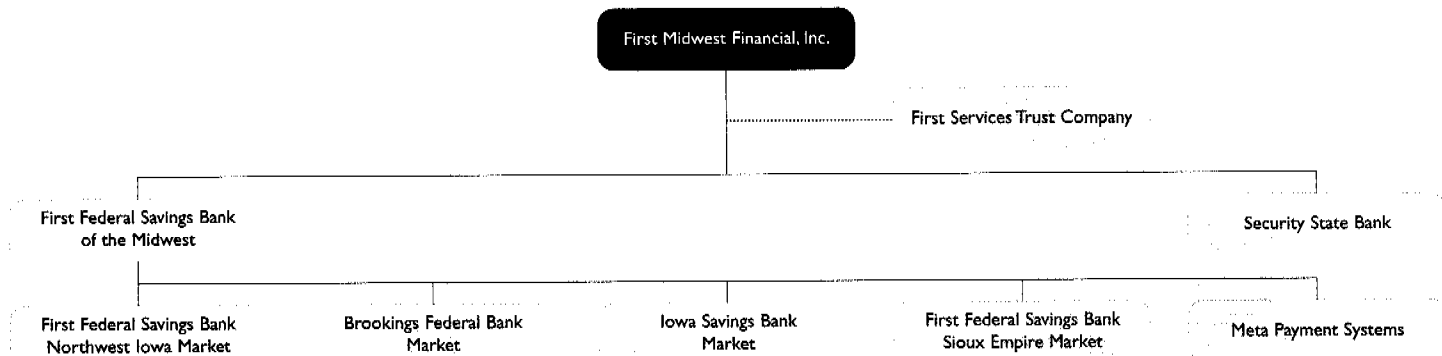 First Midwest Financial, Inc.
First Services Trust Company
First Federal Savings Bank
of the Midwest
Security State Bank
First Federal Savings Bank
Northwest Iowa Market
Brookings Federal Bank
Market
Iowa Savings Bank
Market
First Federal Savings Bank
Sioux Empire Market
Meta Payment Systems